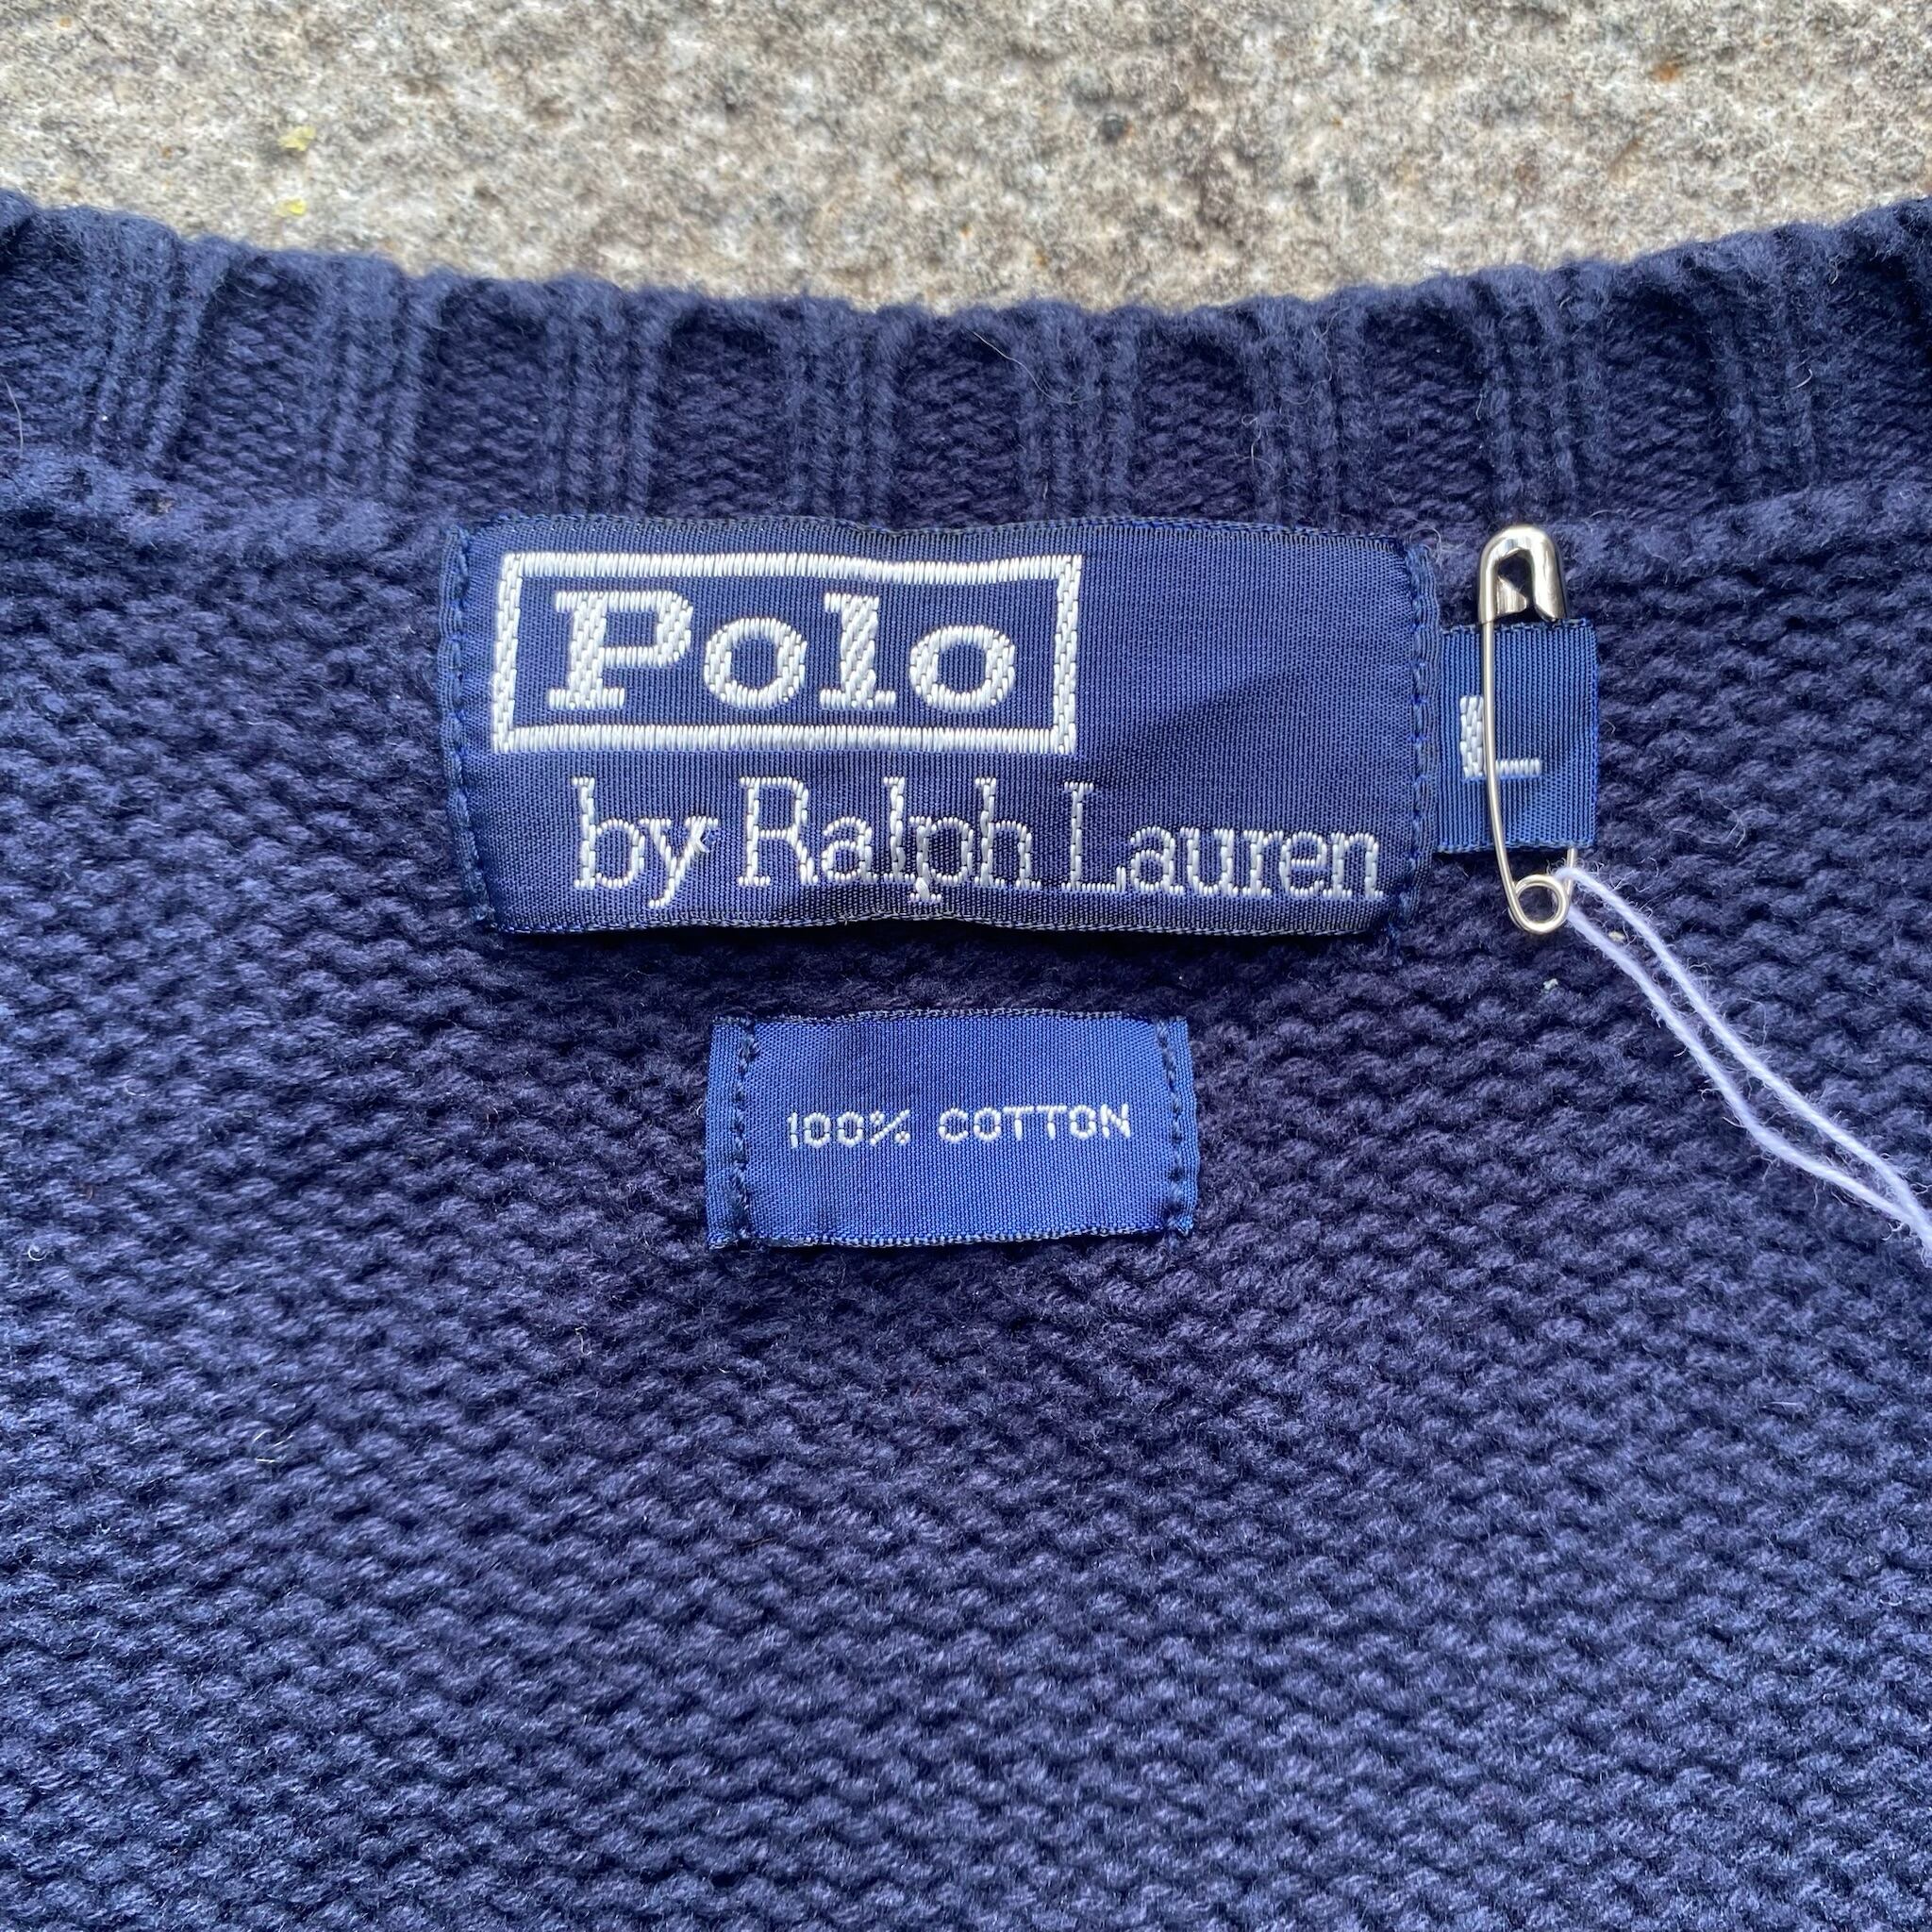 Polo
by Ralph Lauren
L
100% COTTON